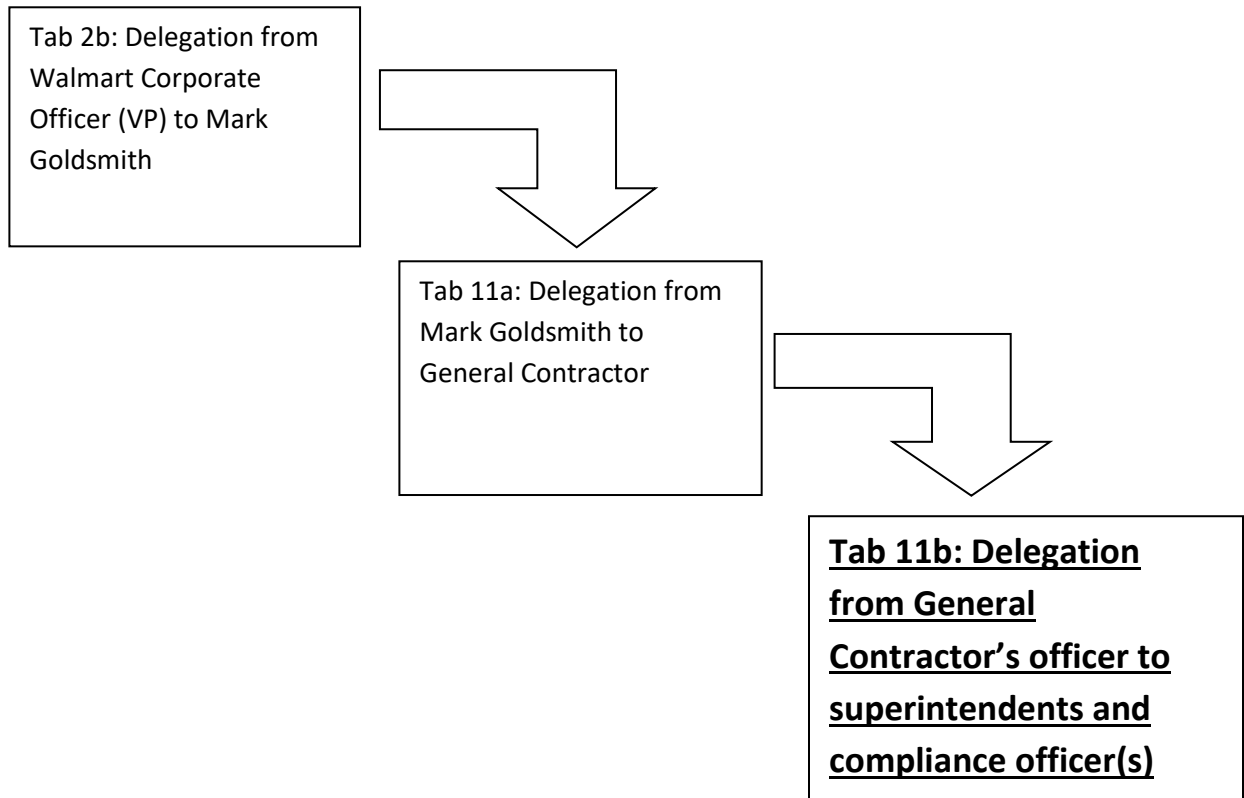 Tab 2b: Delegation from
Walmart Corporate
Officer (VP) to Mark
Goldsmith
Tab 11a: Delegation from
Mark Goldsmith to
General Contractor
Tab 11b: Delegation
from General
Contractor’s officer to
superintendents and
compliance officer(s)